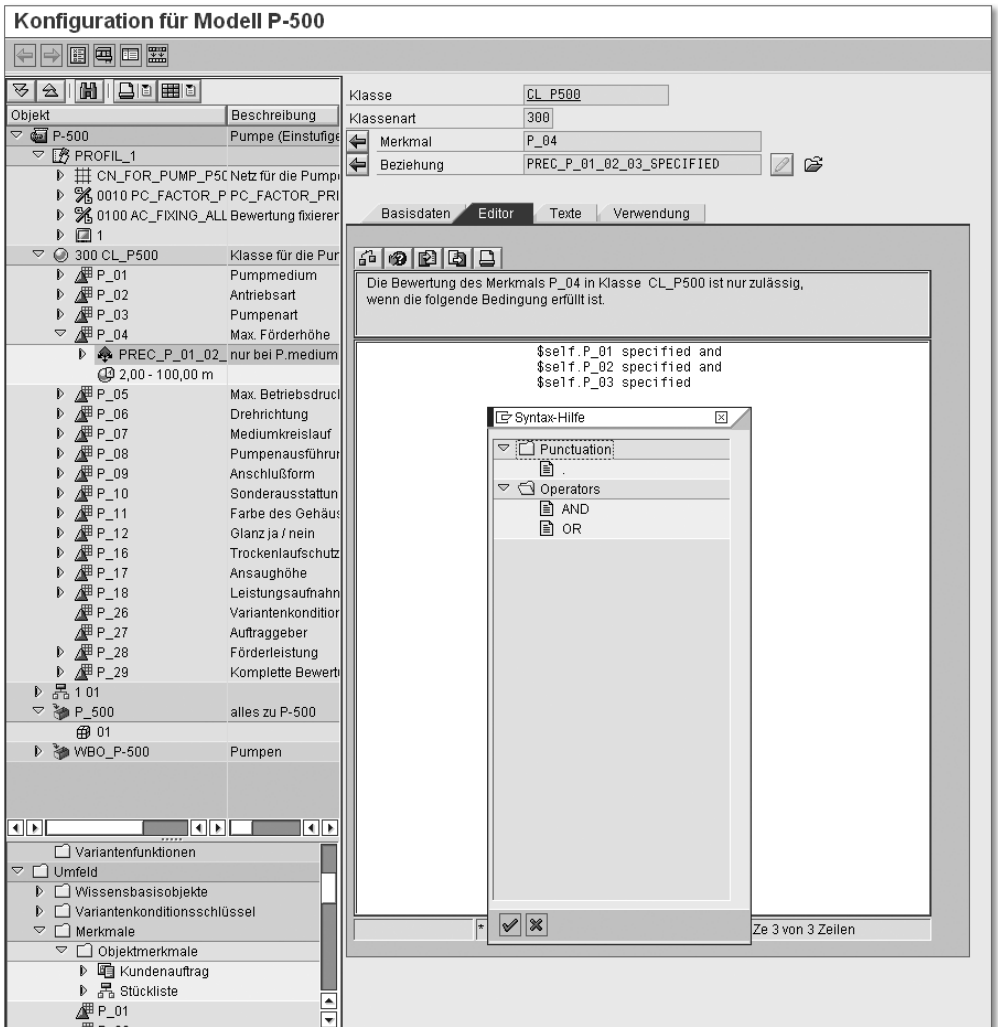 Konfiguration für Modell P-500
Objekt Beschreibung
P-500 Pumpe (Einstufige
PROFIL_1
CN_FOR_PUMP_P5C Netz für die Pumpe
0010 PC_FACTOR_P PC_FACTOR_PRI
0100 AC_FIXING_ALL Bewertung fixieren
1
300 CL_P500 Klasse für die Pur
P_01 Pumpmedium
P_02 Antriebsart
P_03 Pumpenart
P_04 Max. Förderhöhe
PREC_P_01_02_ nur bei P.medium
2,00 - 100,00 m
P_05 Max. Betriebsdrucl
P_06 Drehrichtung
P_07 Mediumkreislauf
P_08 Pumpenausführur
P_09 Anschlußform
P_10 Sonderausstattun
P_11 Farbe des Gehäus
P_12 Glanz ja / nein
P_16 Trockenlaufschutz
P_17 Ansaughöhe
P_18 Leistungsaufnahn
P_26 Variantenkondition
P_27 Auftraggeber
P_28 Förderleistung
P_29 Komplette Bewert
1 01
P_500 alles zu P-500
01
WBO_P-500 Pumpen
Variantenfunktionen
Umfeld
Wissensbasisobjekte
Variantenkonditionsschlüssel
Merkmale
Objektmerkmale
Kundenauftrag
Stückliste
P_01
Klasse CL_P500
Klassenart 300
Merkmal P_04
Beziehung PREC_P_01_02_03_SPECIFIED
Basisdaten Editor Texte Verwendung
Die Bewertung des Merkmals P_04 in Klasse CL_P500 ist nur zulässig,
wenn die folgende Bedingung erfüllt ist.
$self.P_01 specified and
$self.P_02 specified and
$self.P_03 specified
Syntax-Hilfe
Punctuation
.
Operators
AND
OR
* Ze 3 von 3 Zeilen